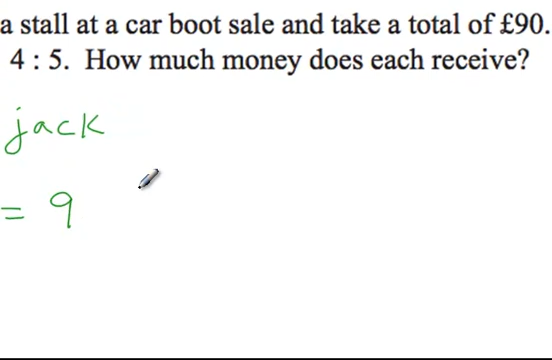 a stall at a car boot sale and take a total of £90.
4 : 5. How much money does each receive?
jack
= 9